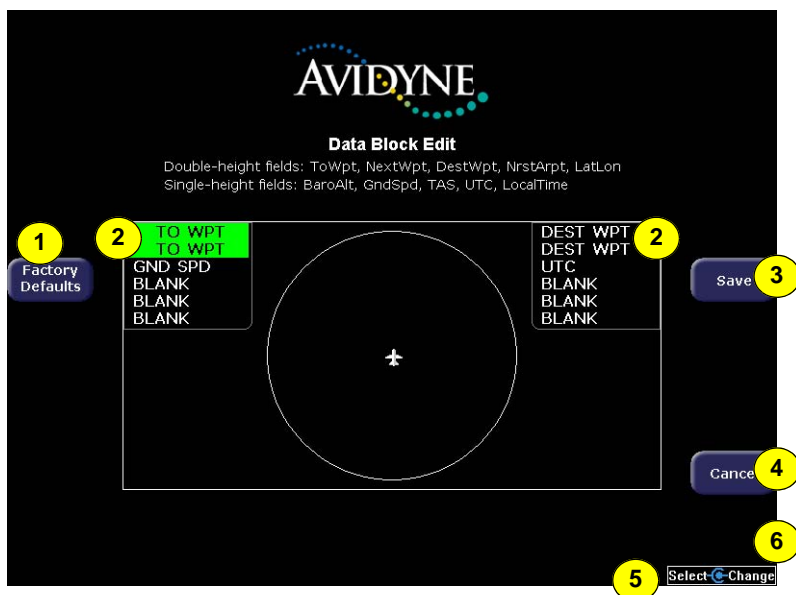 AVIDYNE
Data Block Edit
Double-height fields: ToWpt, NextWpt, DestWpt, NrstArpt, LatLon
Single-height fields: BaroAlt, GndSpd, TAS, UTC, LocalTime
1
Factory
Defaults
2
TO WPT
TO WPT
GND SPD
BLANK
BLANK
BLANK
DEST WPT
DEST WPT
UTC
BLANK
BLANK
BLANK
2
Save
3
Cance
4
6
5
Select Change